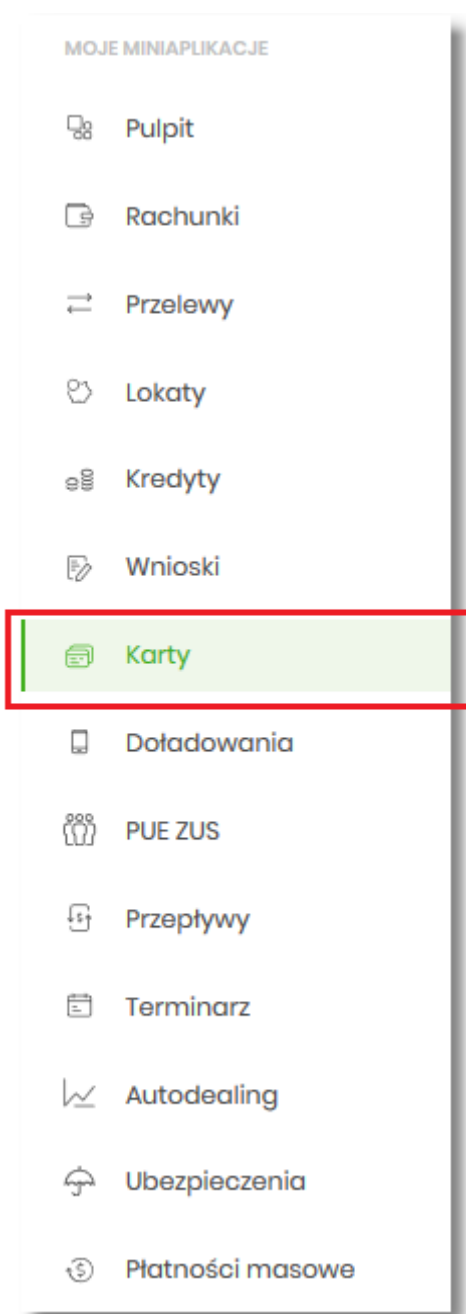 MOJE MINIAPLIKACJE
Pulpit
Rachunki
Przelewy
Lokaty
Kredyty
Wnioski
Karty
Doładowania
PUE ZUS
Przepływy
Terminarz
Autodealing
Ubezpieczenia
Płatności masowe